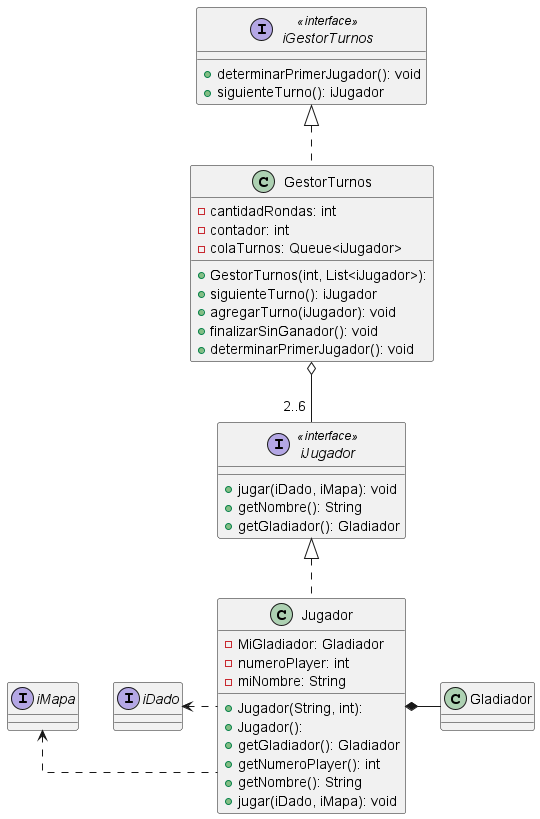 I
«interface»
iGestorTurnos
determinarPrimerJugador(): void
siguienteTurno(): iJugador
C
GestorTurnos
cantidadRondas: int
contador: int
colaTurnos: Queue<iJugador>
GestorTurnos(int, List<iJugador>):
siguienteTurno(): iJugador
agregarTurno(iJugador): void
finalizarSinGanador(): void
determinarPrimerJugador(): void
2..6
I
«interface»
iJugador
jugar(iDado, iMapa): void
getNombre(): String
getGladiador(): Gladiador
C
Jugador
MiGladiador: Gladiador
numeroPlayer: int
miNombre: String
Jugador(String, int):
Jugador():
getGladiador(): Gladiador
getNumeroPlayer(): int
getNombre(): String
jugar(iDado, iMapa): void
I iMapa
I iDado
C Gladiador